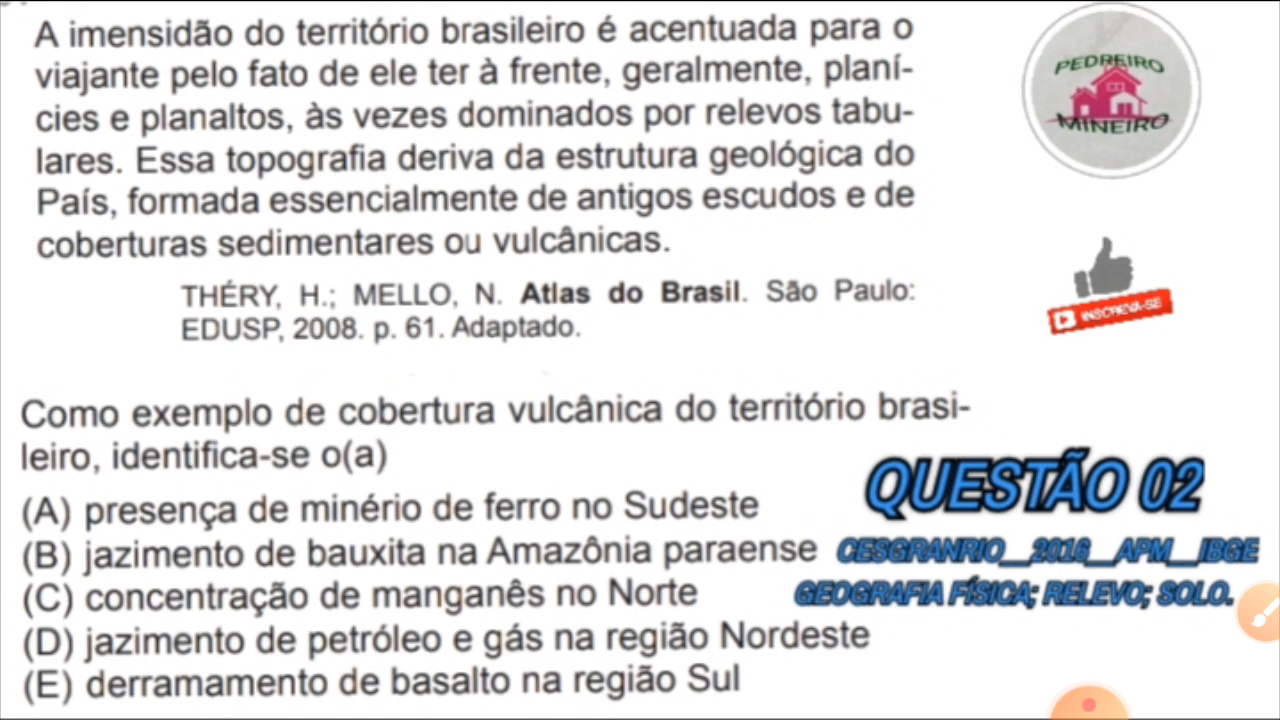 A imensidão do território brasileiro é acentuada para o
viajante pelo fato de ele ter à frente, geralmente, planí-
cies e planaltos, às vezes dominados por relevos tabu-
lares. Essa topografia deriva da estrutura geológica do
País, formada essencialmente de antigos escudos e de
coberturas sedimentares ou vulcânicas.
THÉRY, H.; MELLO, N. Atlas do Brasil. São Paulo:
EDUSP, 2008. p. 61. Adaptado.
PEDREIRO
MINEIRO
INSCREVA-SE
Como exemplo de cobertura vulcânica do território brasi-
leiro, identifica-se o(a)
(A) presença de minério de ferro no Sudeste
(B) jazimento de bauxita na Amazônia paraense
(C) concentração de manganês no Norte
(D) jazimento de petróleo e gás na região Nordeste
(E) derramamento de basalto na região Sul
QUESTÃO 02
CESGRANRIO_2016_APM_IBGE
GEOGRAFIA FÍSICA; RELEVO; SOLO.